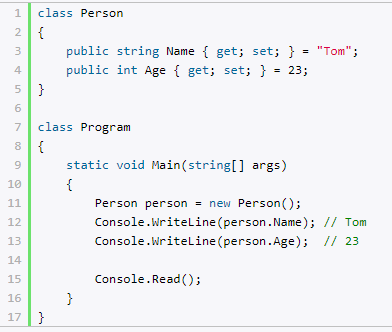 1 class Person
2 {
3     public string Name { get; set; } = "Tom";
4     public int Age { get; set; } = 23;
5 }
6
7 class Program
8 {
9     static void Main(string[] args)
10     {
11         Person person = new Person();
12         Console.WriteLine(person.Name); // Tom
13         Console.WriteLine(person.Age);  // 23
14
15         Console.Read();
16     }
17 }